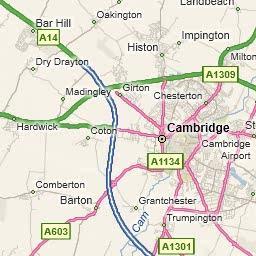 Landbeach
Oakington
Bar Hill
Impington
A14
Histon
Milton
Dry Drayton
A1309
Madingley
Girton
Chesterton
Hardwick
Coton
Cambridge
Cambridge
Airport
A1134
Comberton
Barton
Grantchester
Cam
Trumpington
A603
A1301